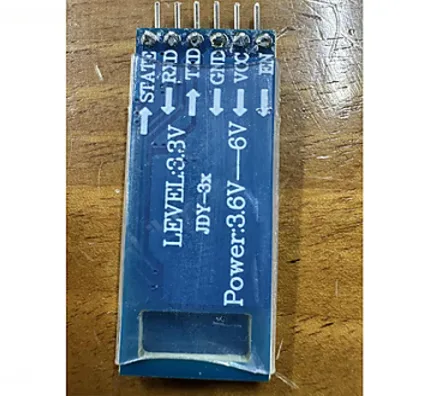 STATE
RXD
TXD
GND
VCC
EN
LEVEL:3.3V
JDY-3x
Power:3.6V—6V